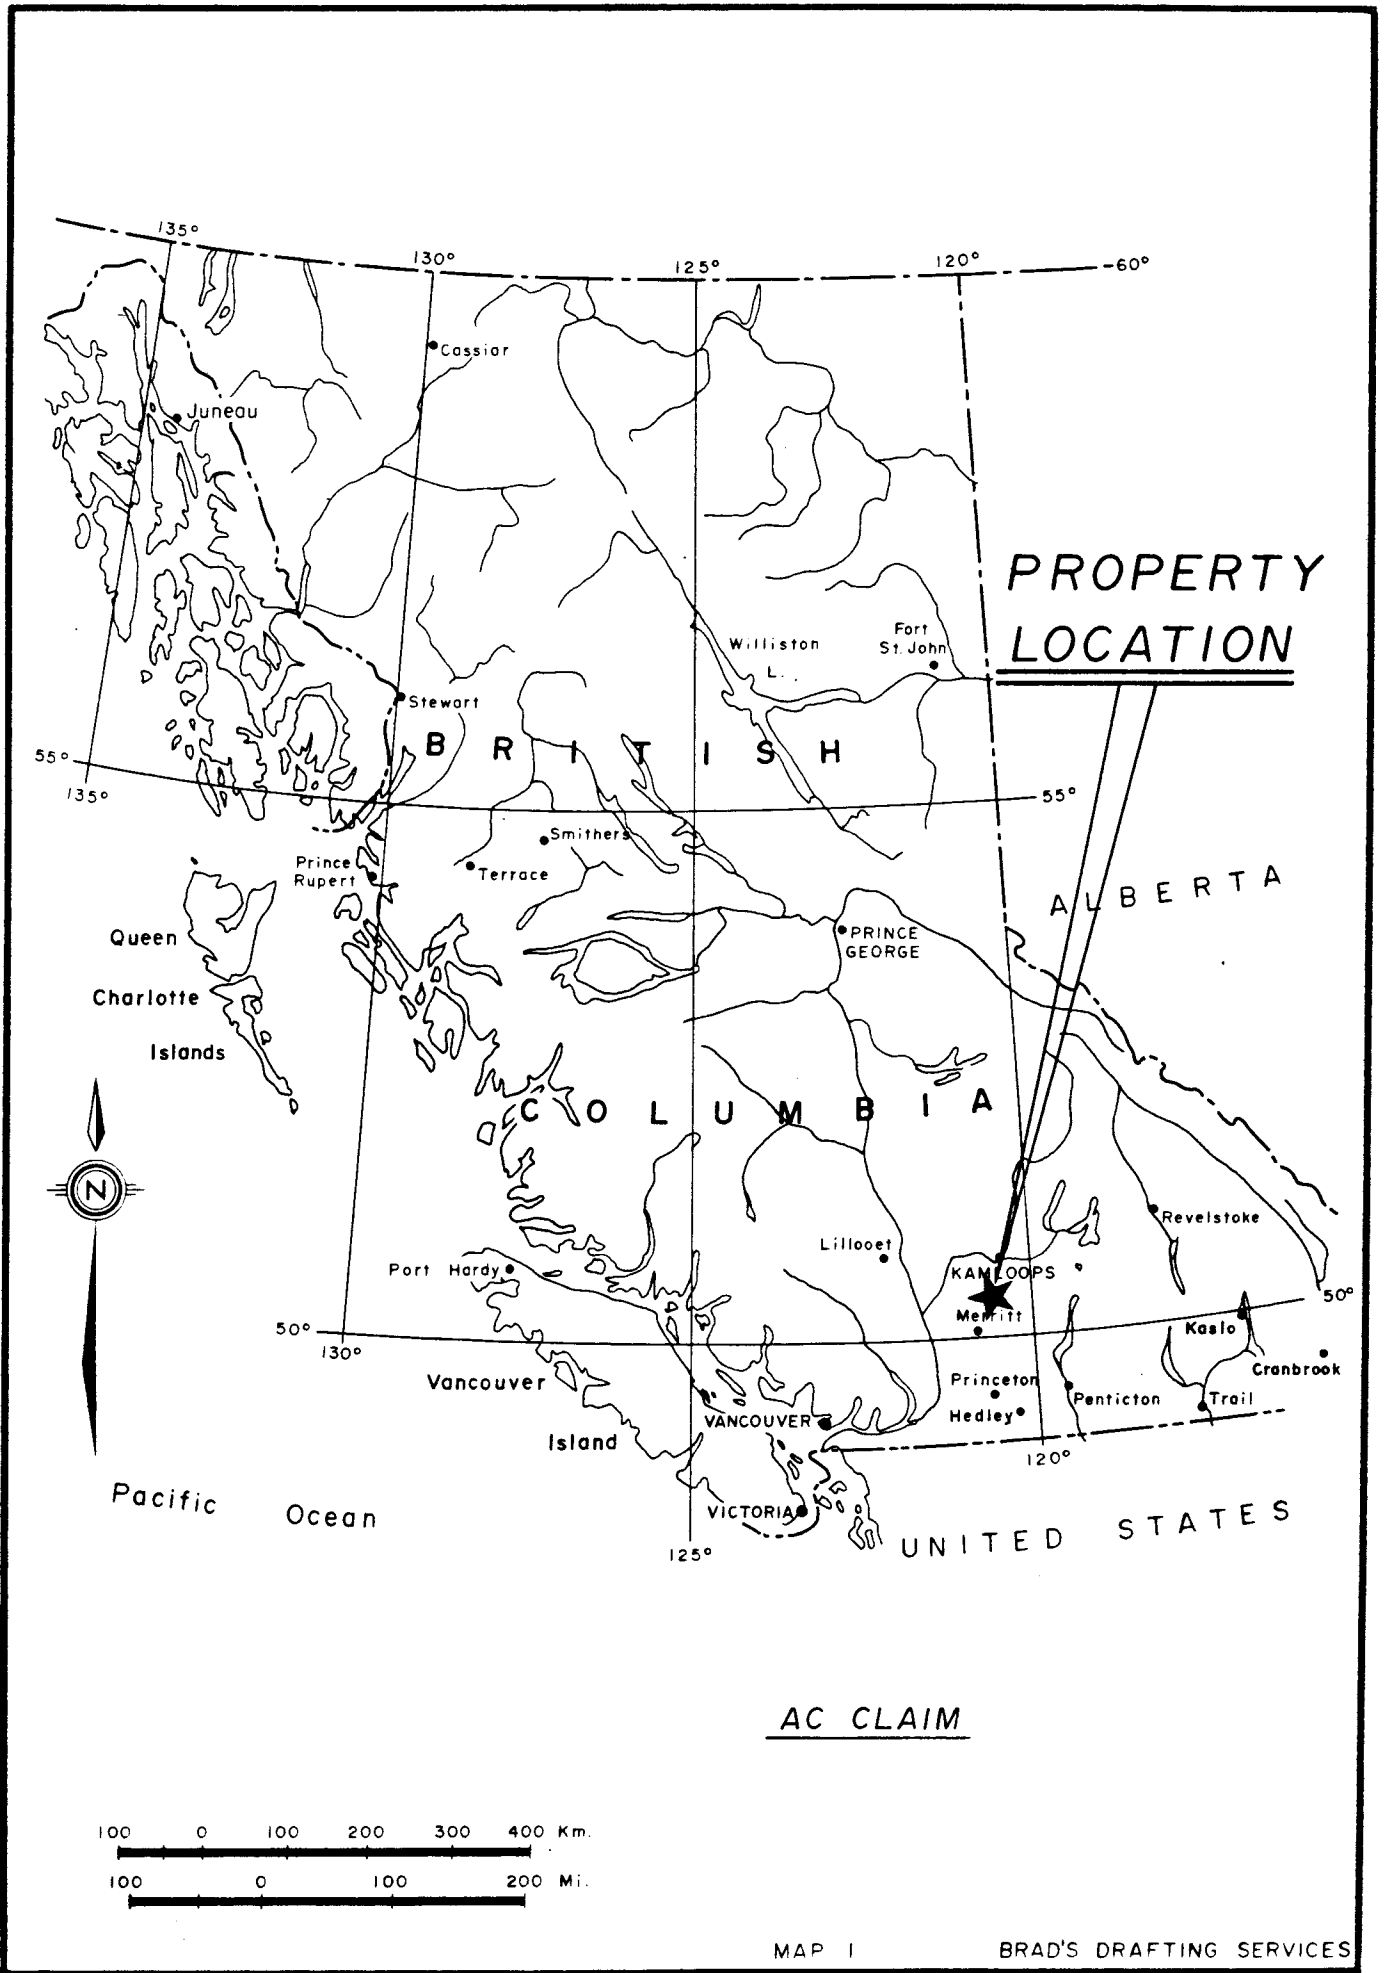 135°
130°
125°
120°
-60°
Cassiar
Juneau
PROPERTY
LOCATION
Williston
L.
Fort
St. John
Stewart
BRITISH
55°
135°
55°
Smithers
Terrace
Prince
Rupert
ALBERTA
PRINCE
GEORGE
Queen
Charlotte
Islands
COLUMBIA
N
Revelstoke
Lillooet
Port Hardy
KAMLOOPS
Merritt
50°
50°
130°
Kaslo
Cranbrook
Vancouver
Island
Princeton
Hedley
Penticton
Trail
VANCOUVER
120°
Pacific Ocean
VICTORIA
UNITED STATES
125°
AC CLAIM
100 0 100 200 300 400 Km.
100 0 100 200 Mi.
MAP 1
BRAD'S DRAFTING SERVICES